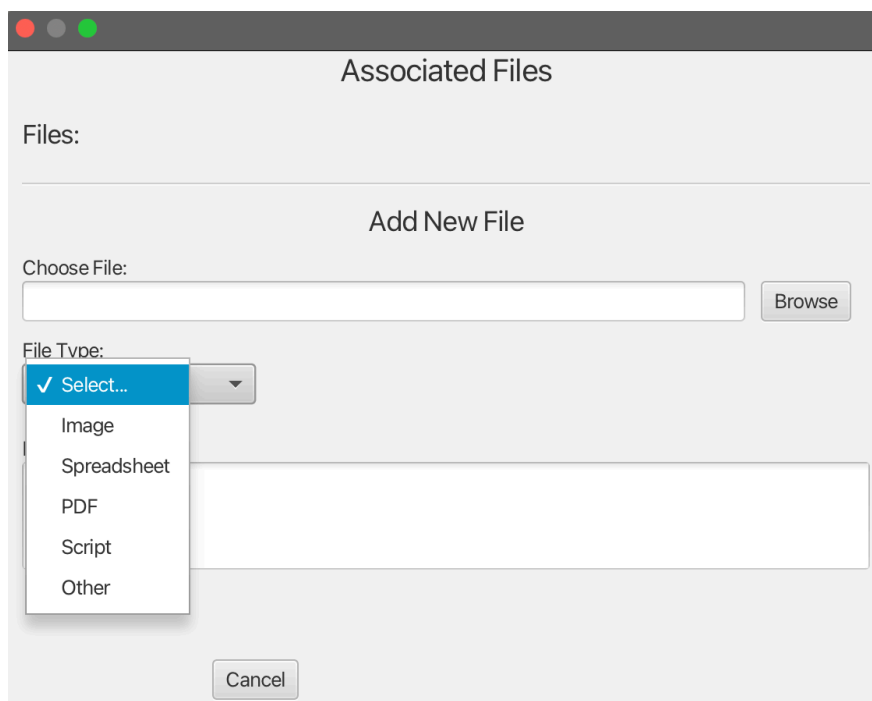 Associated Files
Files:
Add New File
Choose File:
Browse
File Type:
✓ Select...
Image
Spreadsheet
PDF
Script
Other
Cancel